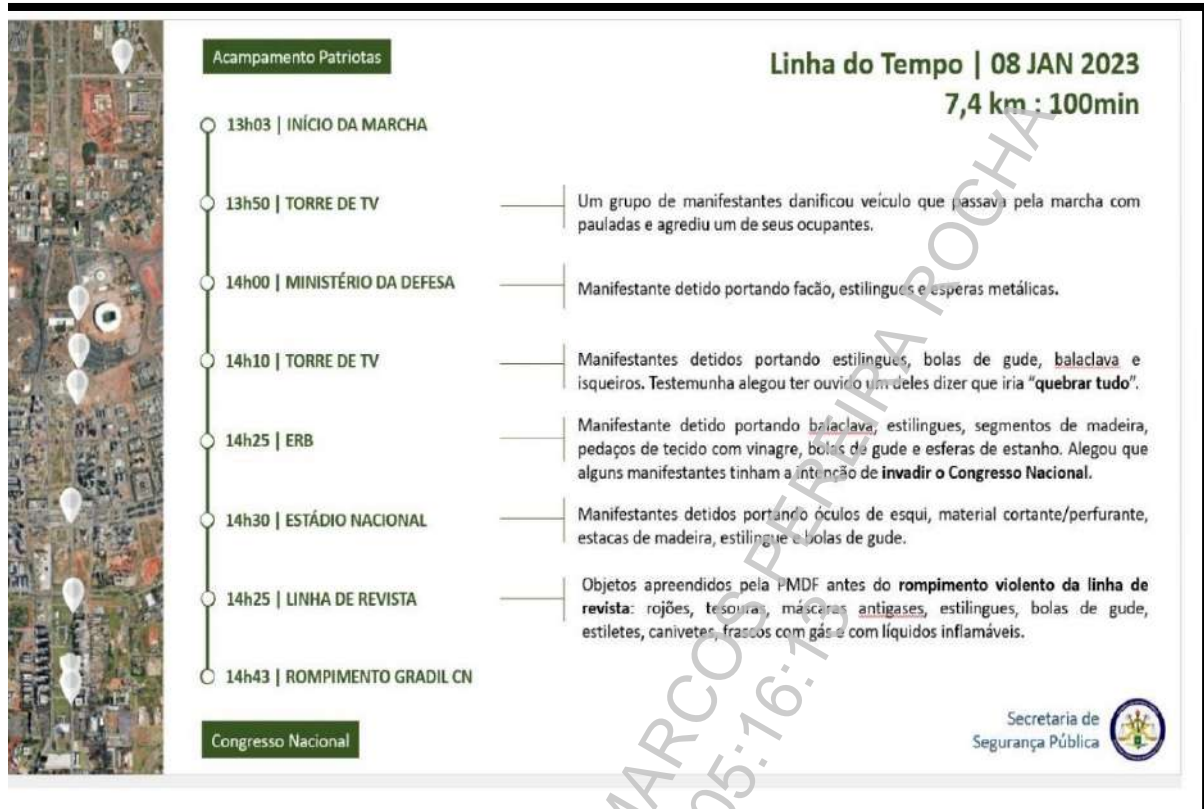 Acampamento Patriotas
Linha do Tempo | 08 JAN 2023
7,4 km : 100min
13h03 | INÍCIO DA MARCHA
13h50 | TORRE DE TV
Um grupo de manifestantes danificou veículo que passava pela marcha com
pauladas e agrediu um de seus ocupantes.
14h00 | MINISTÉRIO DA DEFESA
Manifestante detido portando facão, estilingues e esperas metálicas.
14h10 | TORRE DE TV
Manifestantes detidos portando estilingues, bolas de gude, balaclava e
isqueiros. Testemunha alegou ter ouvido um deles dizer que iria “quebrar tudo”.
14h25 | ERB
Manifestante detido portando balaclava, estilingues, segmentos de madeira,
pedaços de tecido com vinagre, bolas de gude e esferas de estanho. Alegou que
alguns manifestantes tinham a intenção de invadir o Congresso Nacional.
14h30 | ESTÁDIO NACIONAL
Manifestantes detidos portando óculos de esqui, material cortante/perfurante,
estacas de madeira, estilingue e bolas de gude.
14h25 | LINHA DE REVISTA
Objetos apreendidos pela PMDF antes do rompimento violento da linha de
revista: rojões, tesouras, máscaras antigases, estilingues, bolas de gude,
estiletes, canivetes, frascos com gás e com líquidos inflamáveis.
14h43 | ROMPIMENTO GRADIL CN
Congresso Nacional
Secretaria de
Segurança Pública
MARCOS PEREIRA ROCHA
05:16:13